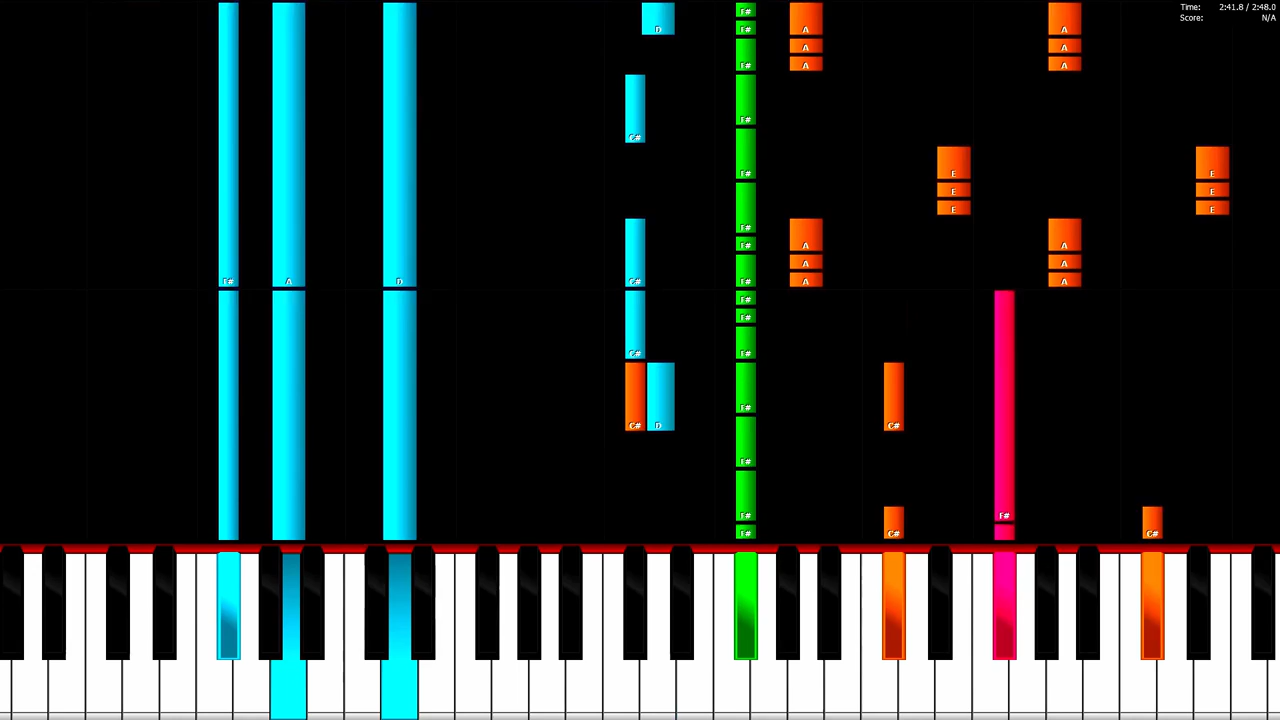 Time: 2:41.8 / 2:48.0
Score: N/A
F#
D F# A A
A A
F# A A
F#
C#
F# E E
E E
E E
F#
F# A A
A A
F# A D C# F# A A
F#
F#
C# F#
F#
C# D C#
F#
F# F#
F# C# C#